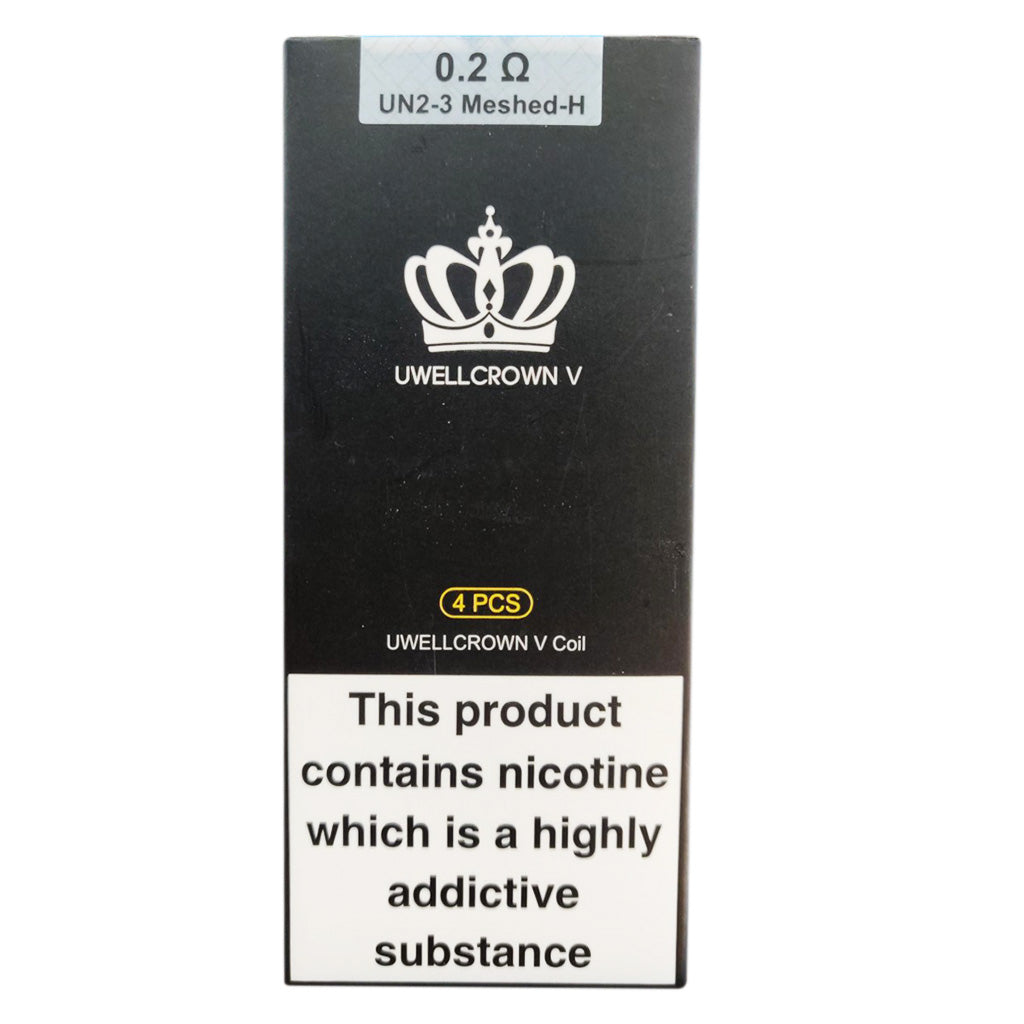 0.2 Ω
UN2-3 Meshed-H
UWELLCROWN V
4 PCS
UWELLCROWN V Coil
This product
contains nicotine
which is a highly
addictive
substance